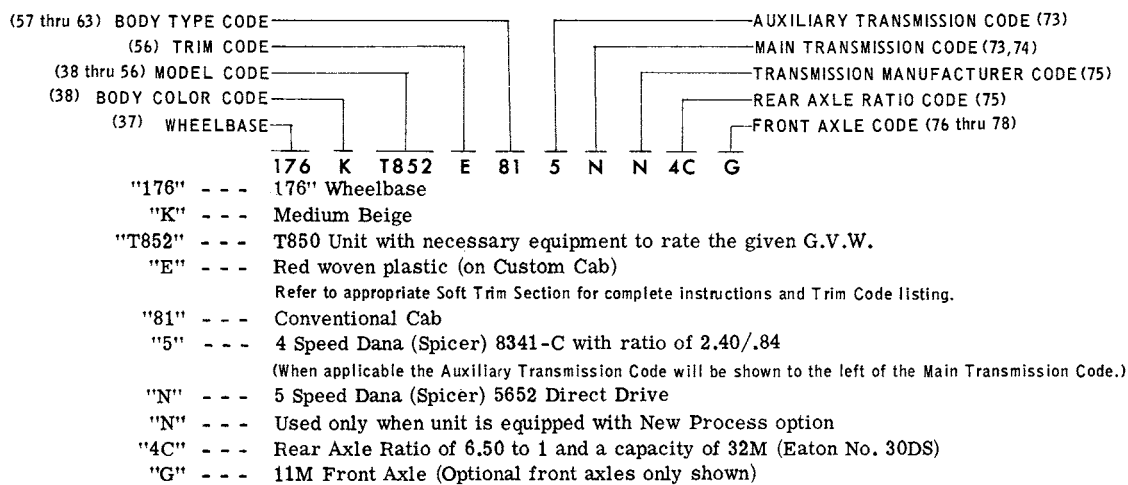 (57 thru 63) BODY TYPE CODE
AUXILIARY TRANSMISSION CODE (73)
(56) TRIM CODE
MAIN TRANSMISSION CODE (73,74)
(38 thru 56) MODEL CODE
TRANSMISSION MANUFACTURER CODE (75)
(38) BODY COLOR CODE
REAR AXLE RATIO CODE (75)
(37) WHEELBASE
FRONT AXLE CODE (76 thru 78)
176 K T852 E 81 5 N N 4C G
"176" - - - 176" Wheelbase
"K" - - - Medium Beige
"T852" - - - T850 Unit with necessary equipment to rate the given G.V.W.
"E" - - - Red woven plastic (on Custom Cab)
Refer to appropriate Soft Trim Section for complete instructions and Trim Code listing.
"81" - - - Conventional Cab
"5" - - - 4 Speed Dana (Spicer) 8341-C with ratio of 2.40/.84
(When applicable the Auxiliary Transmission Code will be shown to the left of the Main Transmission Code.)
"N" - - - 5 Speed Dana (Spicer) 5652 Direct Drive
"N" - - - Used only when unit is equipped with New Process option
"4C" - - - Rear Axle Ratio of 6.50 to 1 and a capacity of 32M (Eaton No. 30DS)
"G" - - - 11M Front Axle (Optional front axles only shown)